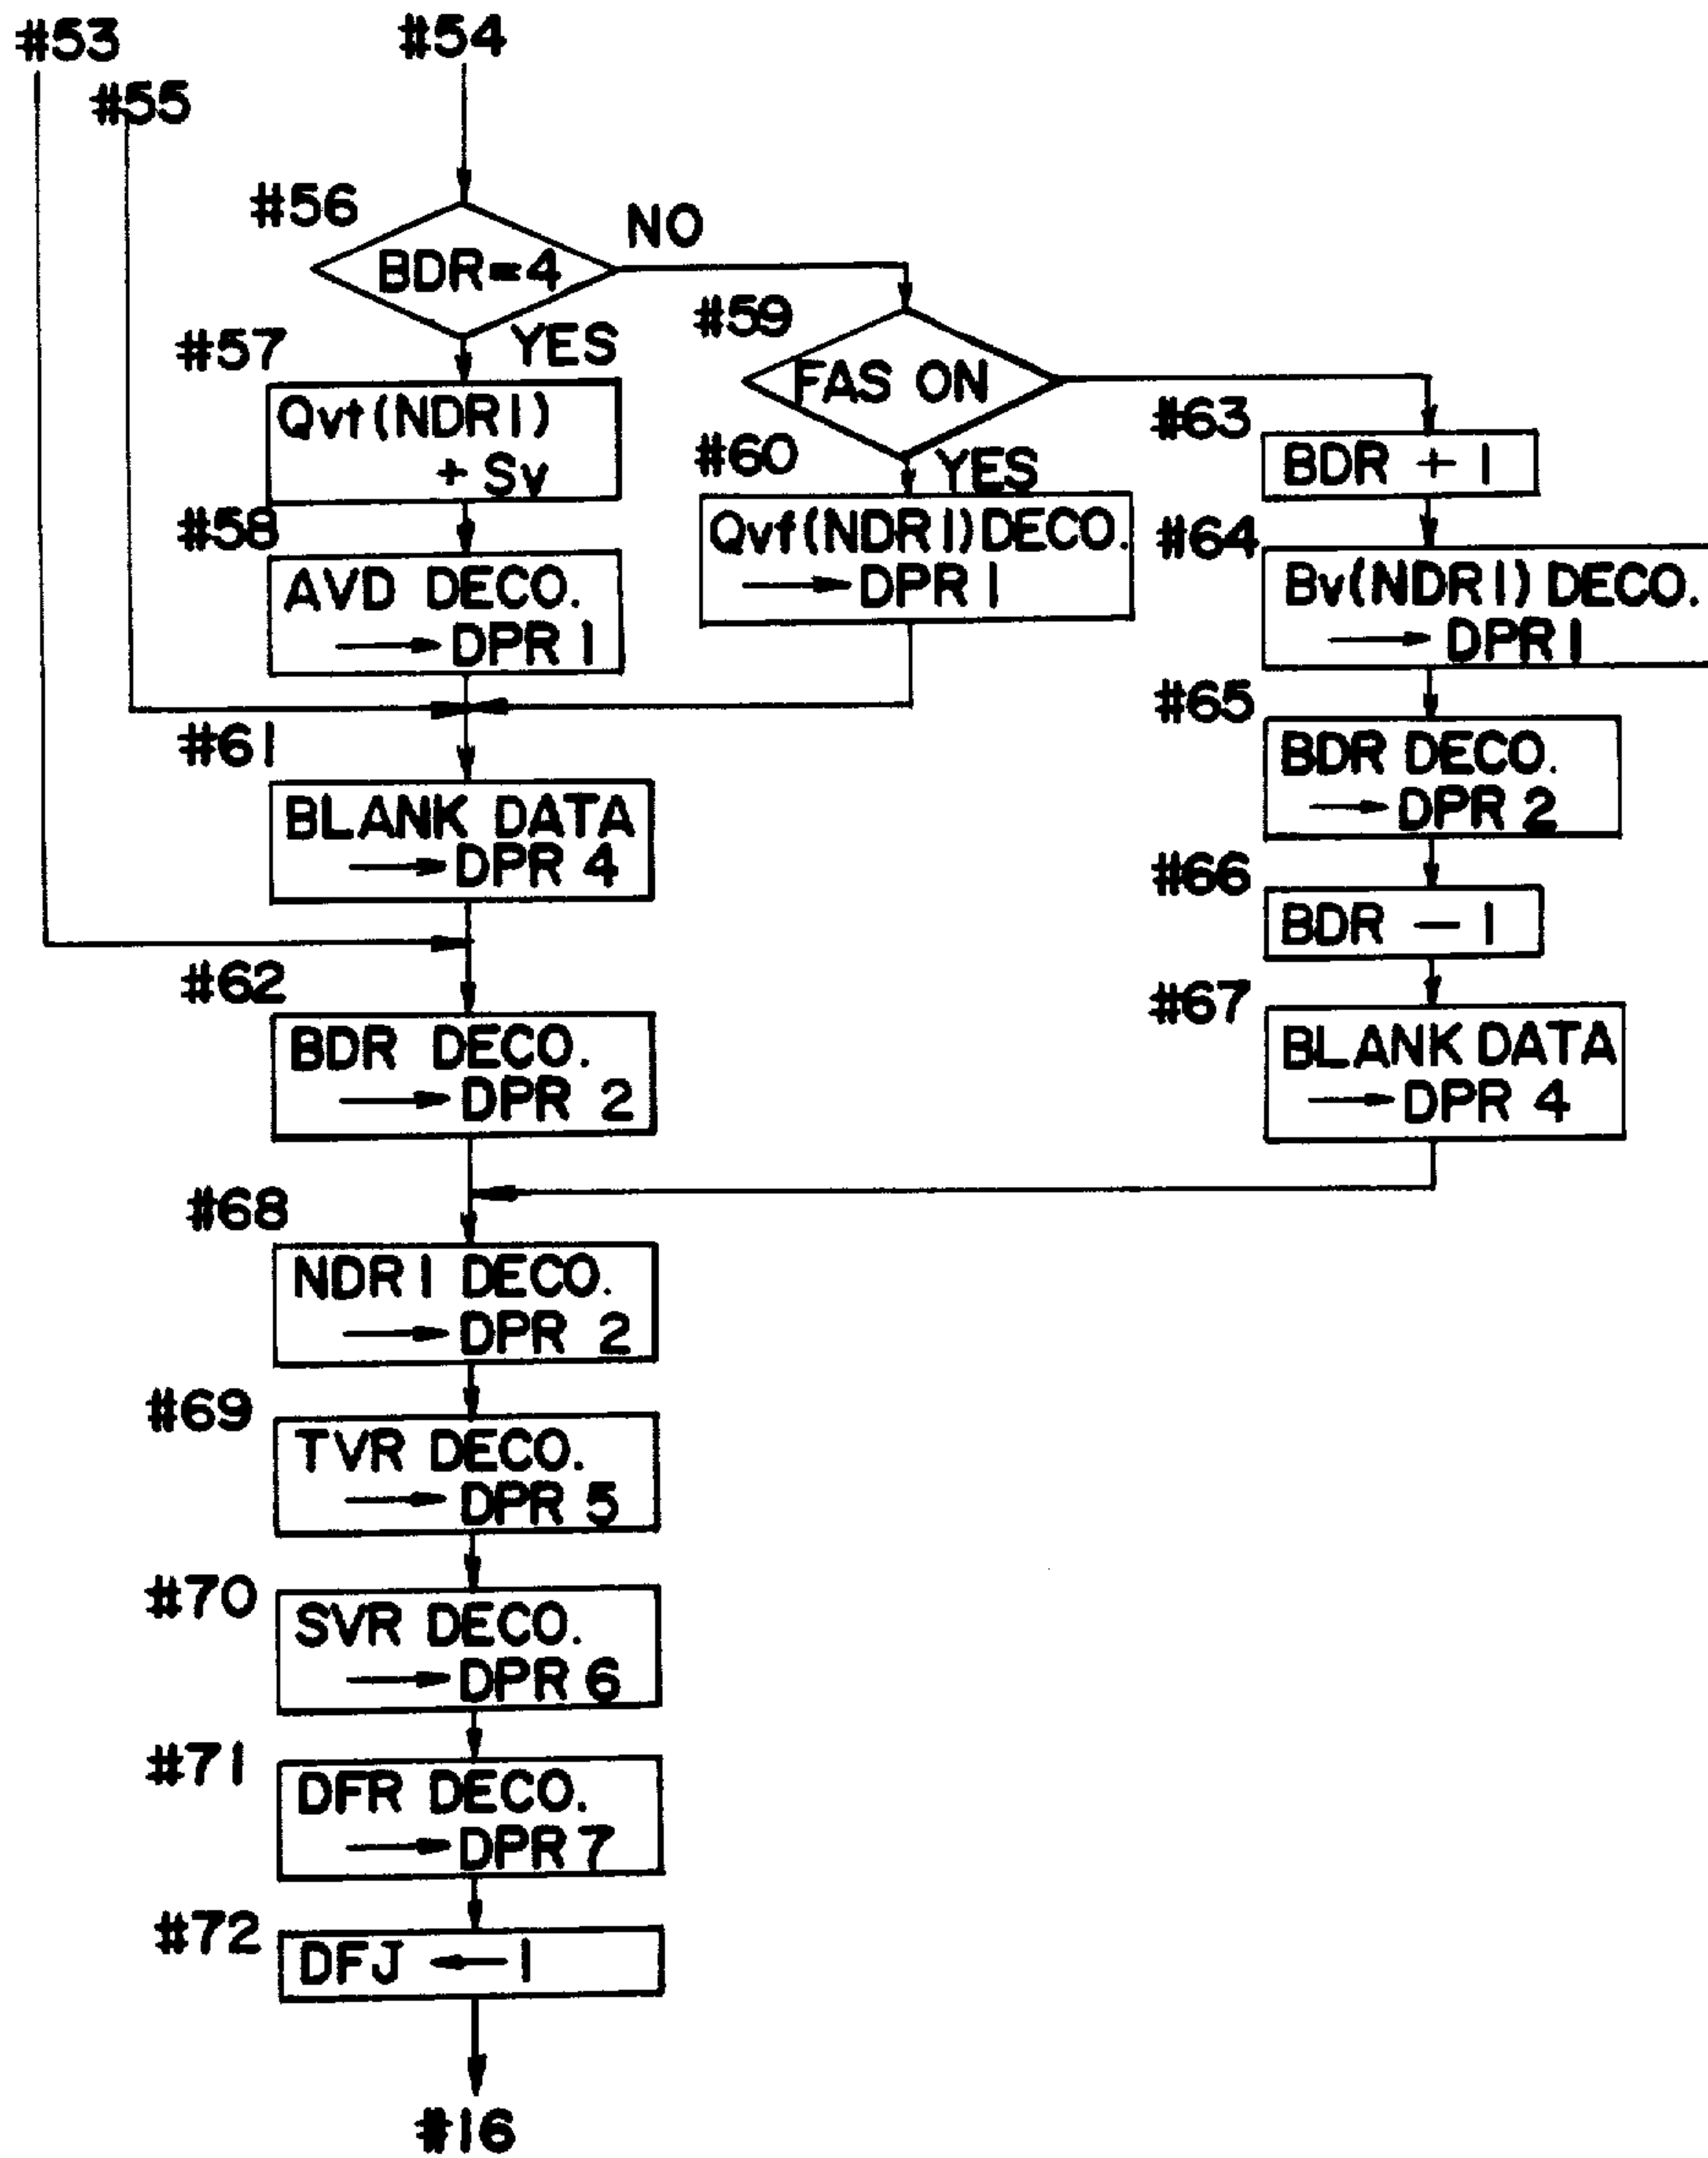 #53
#54
#55
#56
BDR=4
NO
#57
YES
Qvf(NDR1)
+ Sv
#58
AVD DECO.
→ DPR 1
#59
FAS ON
#60
YES
Qvf(NDR1) DECO.
→ DPR 1
#63
BDR + 1
#64
Bv(NDR1) DECO.
→ DPR 1
#65
BDR DECO.
→ DPR 2
#66
BDR - 1
#67
BLANK DATA
→ DPR 4
#61
BLANK DATA
→ DPR 4
#62
BDR DECO.
→ DPR 2
#68
NDR1 DECO.
→ DPR 2
#69
TVR DECO.
→ DPR 5
#70
SVR DECO.
→ DPR 6
#71
DFR DECO.
→ DPR 7
#72
DFJ ← 1
#16